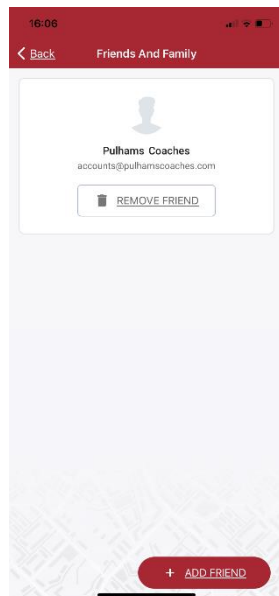 16:06
Back Friends And Family
Pulhams Coaches
accounts@pulhamscoaches.com
REMOVE FRIEND
+ ADD FRIEND